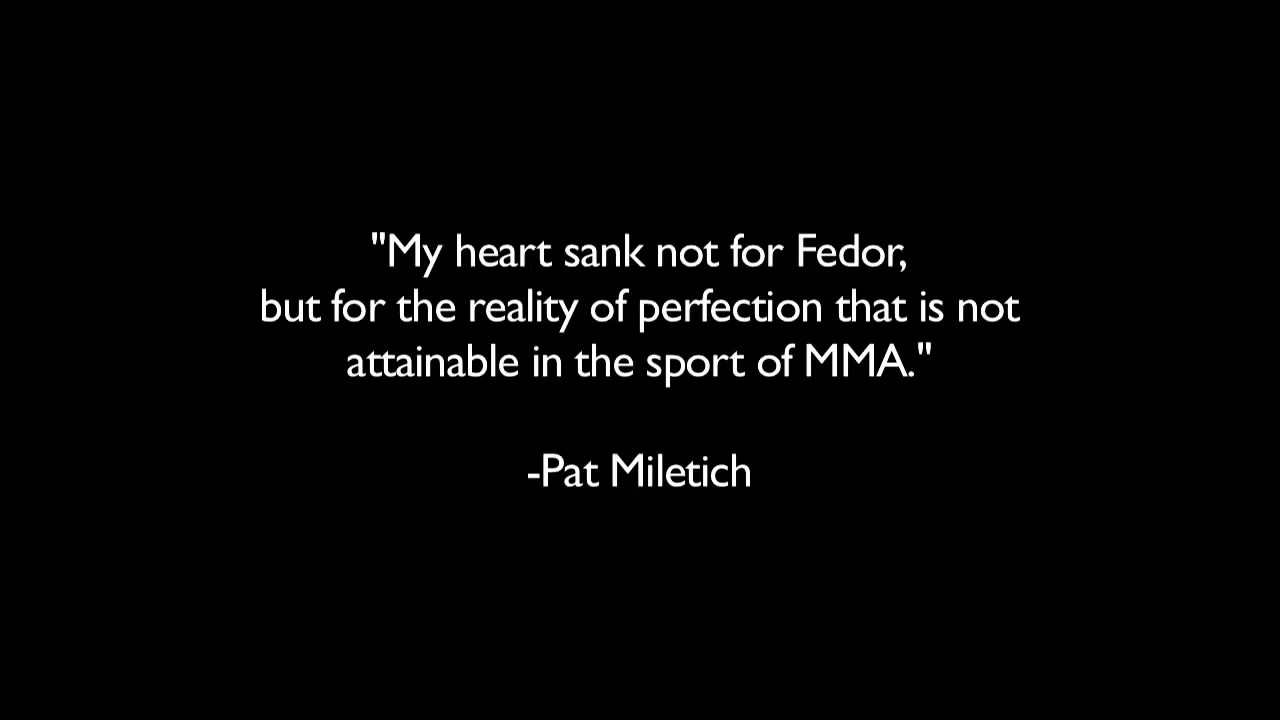 "My heart sank not for Fedor,
but for the reality of perfection that is not
attainable in the sport of MMA."
-Pat Miletich